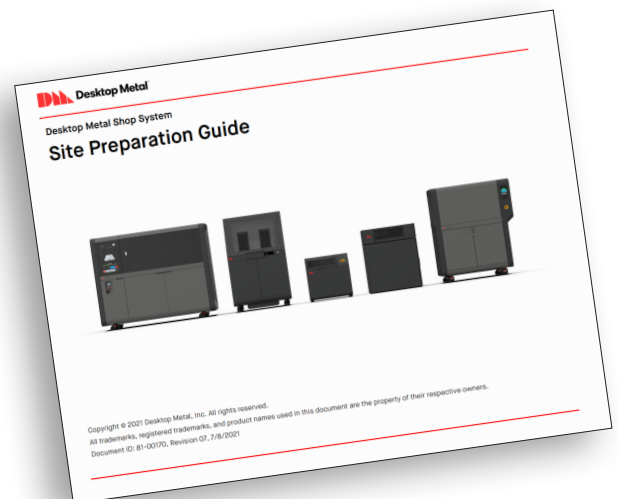 Desktop Metal
Desktop Metal Shop System
Site Preparation Guide
Copyright © 2021 Desktop Metal, Inc. All rights reserved.
All trademarks, registered trademarks, and product names used in this document are the property of their respective owners.
Document ID: 81-00170, Revision 07, 7/8/2021